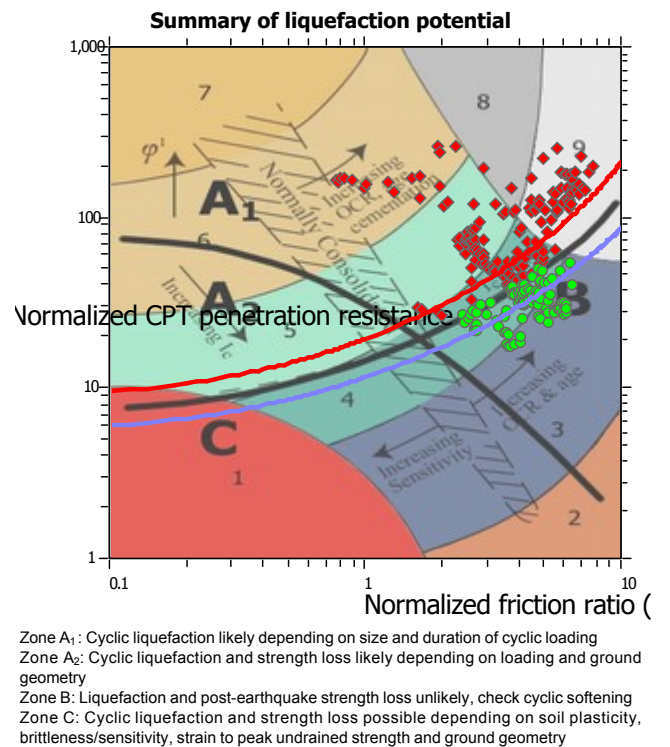 Summary of liquefaction potential
1,000
7
8
9
φ'
Increasing
OCR, age
cementation
Normally Consolid
A1
100
6
A
Increasing Ic
Normalized CPT penetration resistance
5
B
10
4
Increasing
OCR & age
C
3
Increasing
Sensitivity
1
2
1
0.1
1
10
Normalized friction ratio (
Zone A1: Cyclic liquefaction likely depending on size and duration of cyclic loading
Zone A2: Cyclic liquefaction and strength loss likely depending on loading and ground
geometry
Zone B: Liquefaction and post-earthquake strength loss unlikely, check cyclic softening
Zone C: Cyclic liquefaction and strength loss possible depending on soil plasticity,
brittleness/sensitivity, strain to peak undrained strength and ground geometry